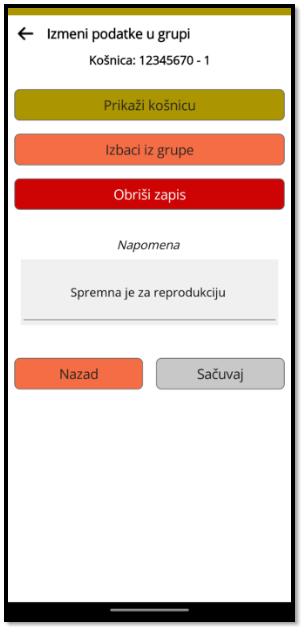 Izmeni podatke u grupi
Košnica: 12345670 - 1
Prikaži košnicu
Izbaci iz grupe
Obriši zapis
Napomena
Spremna je za reprodukciju
Nazad
Sačuvaj